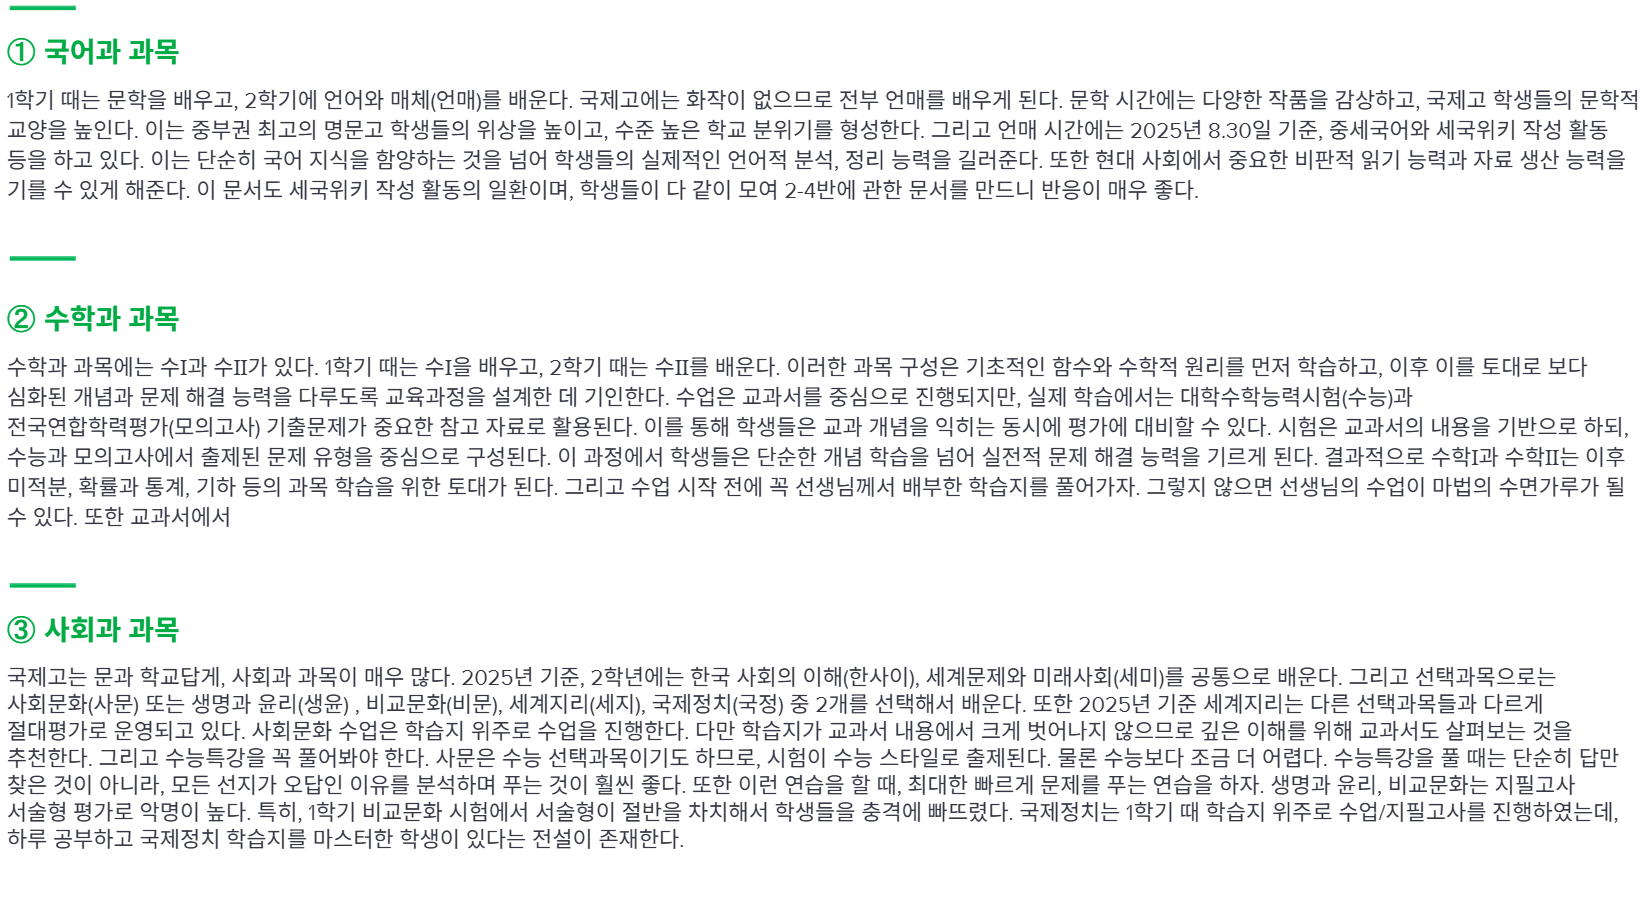 ① 국어과 과목
1학기 때는 문학을 배우고, 2학기에 언어와 매체(언매)를 배운다. 국제고에는 화작이 없으므로 전부 언매를 배우게 된다. 문학 시간에는 다양한 작품을 감상하고, 국제고 학생들의 문학적
교양을 높인다. 이는 중부권 최고의 명문고 학생들의 위상을 높이고, 수준 높은 학교 분위기를 형성한다. 그리고 언매 시간에는 2025년 8.30일 기준, 중세국어와 세국위키 작성 활동
등을 하고 있다. 이는 단순히 국어 지식을 함양하는 것을 넘어 학생들의 실제적인 언어적 분석, 정리 능력을 길러준다. 또한 현대 사회에서 중요한 비판적 읽기 능력과 자료 생산 능력을
기를 수 있게 해준다. 이 문서도 세국위키 작성 활동의 일환이며, 학생들이 다 같이 모여 2-4반에 관한 문서를 만드니 반응이 매우 좋다.
② 수학과 과목
수학과 과목에는 수I과 수II가 있다. 1학기 때는 수I을 배우고, 2학기 때는 수II를 배운다. 이러한 과목 구성은 기초적인 함수와 수학적 원리를 먼저 학습하고, 이후 이를 토대로 보다
심화된 개념과 문제 해결 능력을 다루도록 교육과정을 설계한 데 기인한다. 수업은 교과서를 중심으로 진행되지만, 실제 학습에서는 대학수학능력시험(수능)과
전국연합학력평가(모의고사) 기출문제가 중요한 참고 자료로 활용된다. 이를 통해 학생들은 교과 개념을 익히는 동시에 평가에 대비할 수 있다. 시험은 교과서의 내용을 기반으로 하되,
수능과 모의고사에서 출제된 문제 유형을 중심으로 구성된다. 이 과정에서 학생들은 단순한 개념 학습을 넘어 실전적 문제 해결 능력을 기르게 된다. 결과적으로 수학I과 수학II는 이후
미적분, 확률과 통계, 기하 등의 과목 학습을 위한 토대가 된다. 그리고 수업 시작 전에 꼭 선생님께서 배부한 학습지를 풀어가자. 그렇지 않으면 선생님의 수업이 마법의 수면가루가 될
수 있다. 또한 교과서에서
③ 사회과 과목
국제고는 문과 학교답게, 사회과 과목이 매우 많다. 2025년 기준, 2학년에는 한국 사회의 이해(한사이), 세계문제와 미래사회(세미)를 공통으로 배운다. 그리고 선택과목으로는
사회문화(사문) 또는 생명과 윤리(생윤) , 비교문화(비문), 세계지리(세지), 국제정치(국정) 중 2개를 선택해서 배운다. 또한 2025년 기준 세계지리는 다른 선택과목들과 다르게
절대평가로 운영되고 있다. 사회문화 수업은 학습지 위주로 수업을 진행한다. 다만 학습지가 교과서 내용에서 크게 벗어나지 않으므로 깊은 이해를 위해 교과서도 살펴보는 것을
추천한다. 그리고 수능특강을 꼭 풀어봐야 한다. 사문은 수능 선택과목이기도 하므로, 시험이 수능 스타일로 출제된다. 물론 수능보다 조금 더 어렵다. 수능특강을 풀 때는 단순히 답만
찾은 것이 아니라, 모든 선지가 오답인 이유를 분석하며 푸는 것이 훨씬 좋다. 또한 이런 연습을 할 때, 최대한 빠르게 문제를 푸는 연습을 하자. 생명과 윤리, 비교문화는 지필고사
서술형 평가로 악명이 높다. 특히, 1학기 비교문화 시험에서 서술형이 절반을 차치해서 학생들을 충격에 빠뜨렸다. 국제정치는 1학기 때 학습지 위주로 수업/지필고사를 진행하였는데,
하루 공부하고 국제정치 학습지를 마스터한 학생이 있다는 전설이 존재한다.